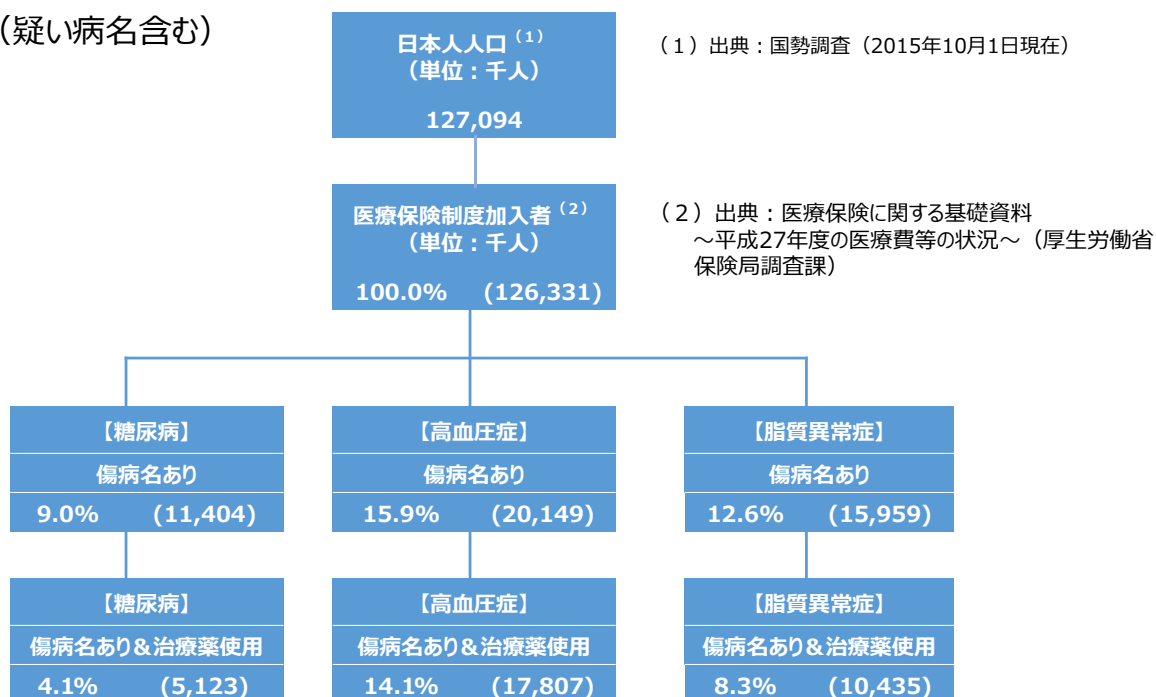 （疑い病名含む）
日本人人口（1）
（単位：千人）
127,094
（1）出典：国勢調査（2015年10月1日現在）
医療保険制度加入者（2）
（単位：千人）
100.0% (126,331)
（2）出典：医療保険に関する基礎資料
～平成27年度の医療費等の状況～（厚生労働省
保険局調査課）
【糖尿病】
傷病名あり
9.0% (11,404)
【高血圧症】
傷病名あり
15.9% (20,149)
【脂質異常症】
傷病名あり
12.6% (15,959)
【糖尿病】
傷病名あり&治療薬使用
4.1% (5,123)
【高血圧症】
傷病名あり&治療薬使用
14.1% (17,807)
【脂質異常症】
傷病名あり&治療薬使用
8.3% (10,435)